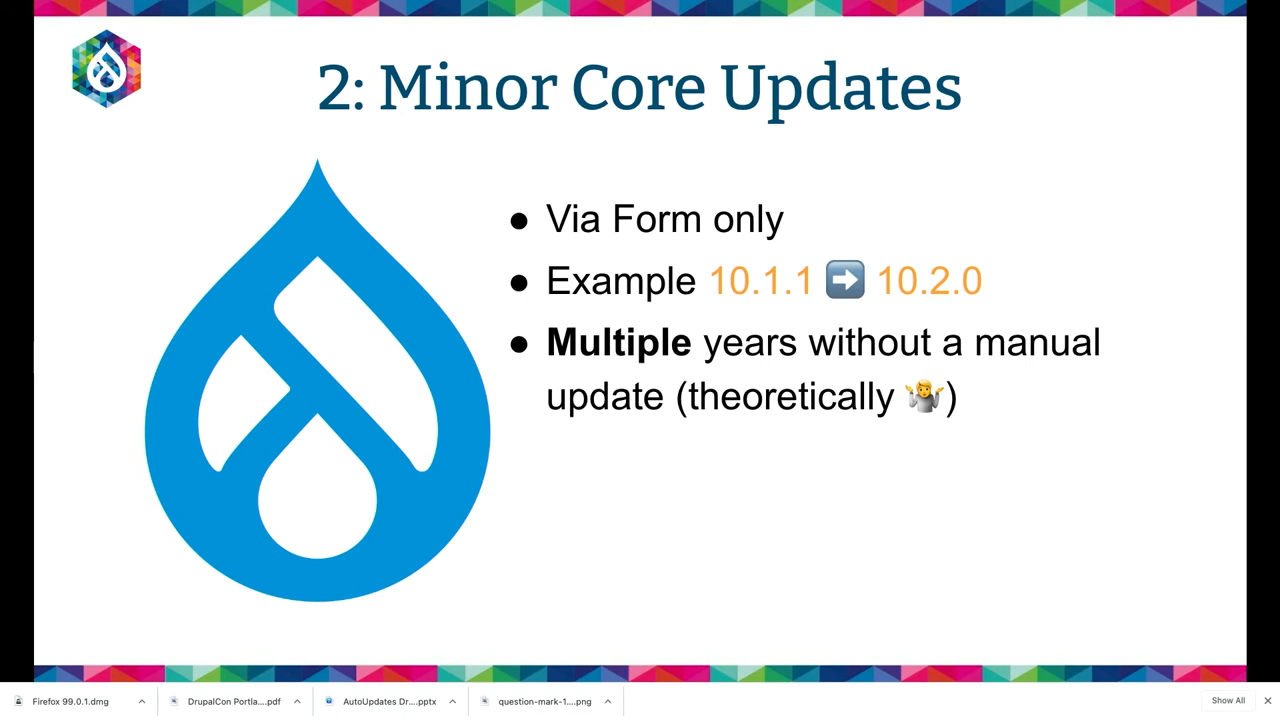 2: Minor Core Updates
● Via Form only
● Example 10.1.1 ➡️ 10.2.0
● Multiple years without a manual
update (theoretically 🤷)
Firefox 99.0.1.dmg
DrupalCon Portla....pdf
AutoUpdates Dr....pptx
question-mark-1....png
Show All